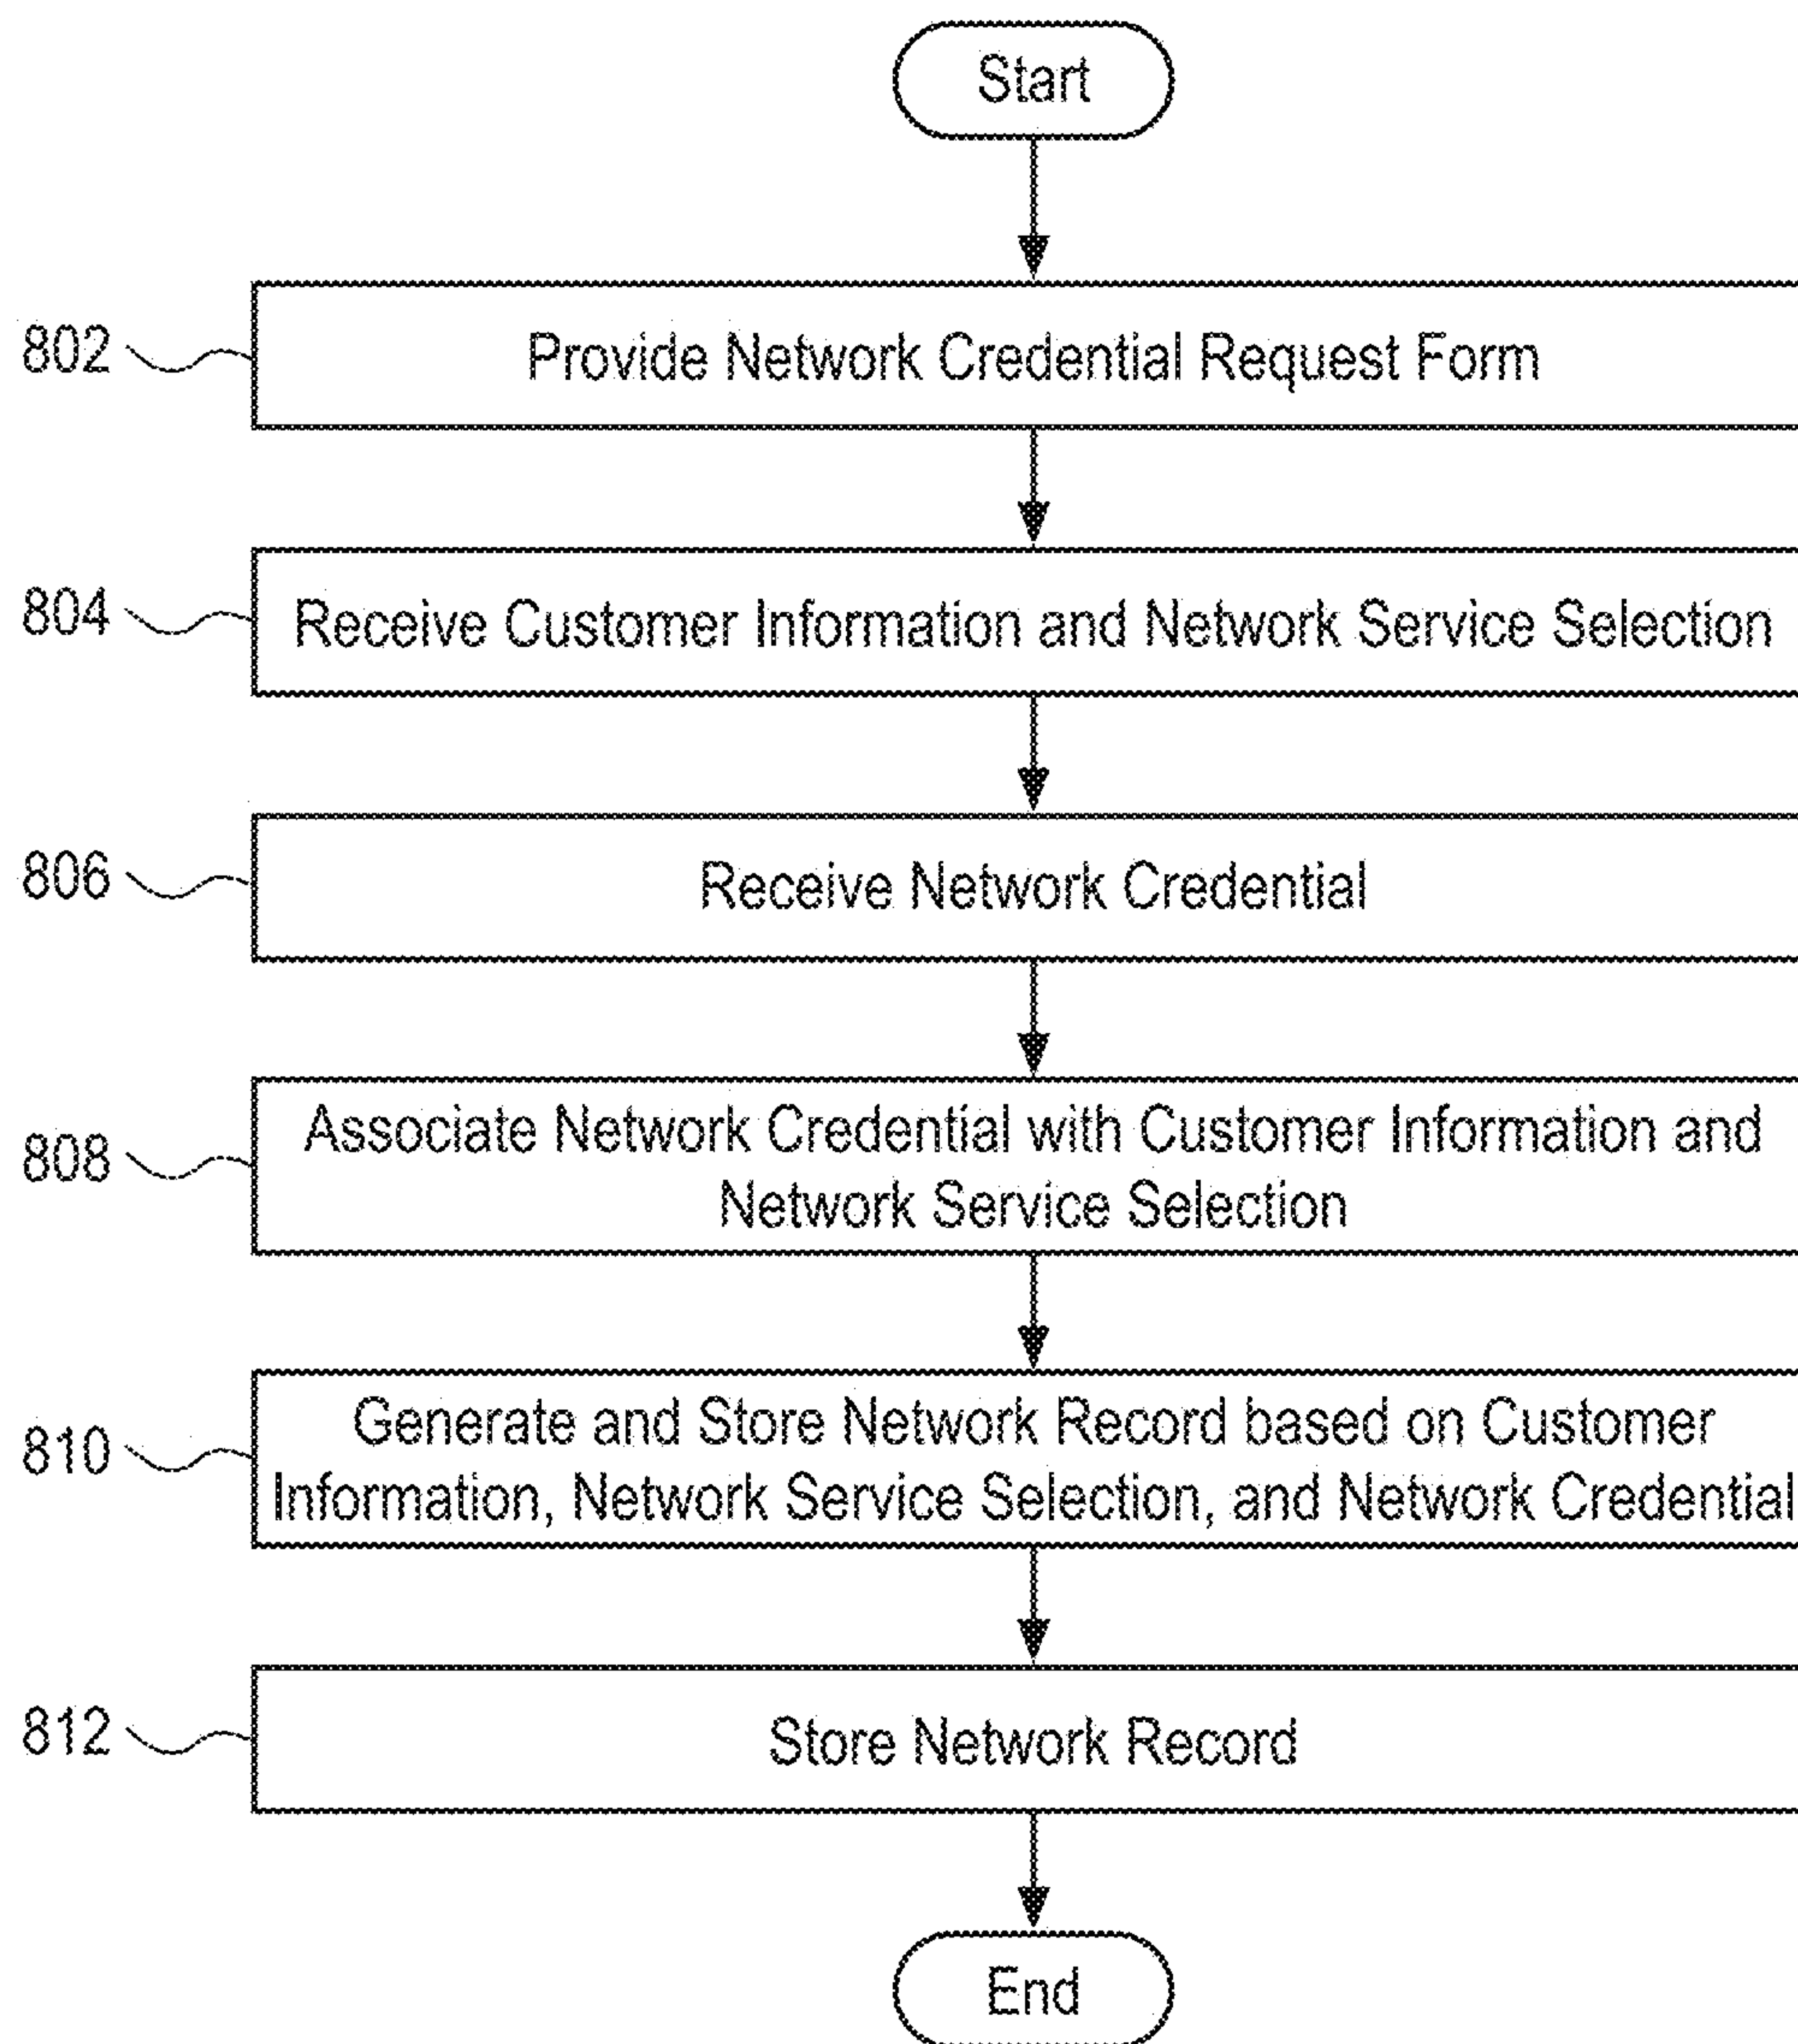 Start
802
Provide Network Credential Request Form
804
Receive Customer Information and Network Service Selection
806
Receive Network Credential
808
Associate Network Credential with Customer Information and
Network Service Selection
810
Generate and Store Network Record based on Customer
Information, Network Service Selection, and Network Credential
812
Store Network Record
End